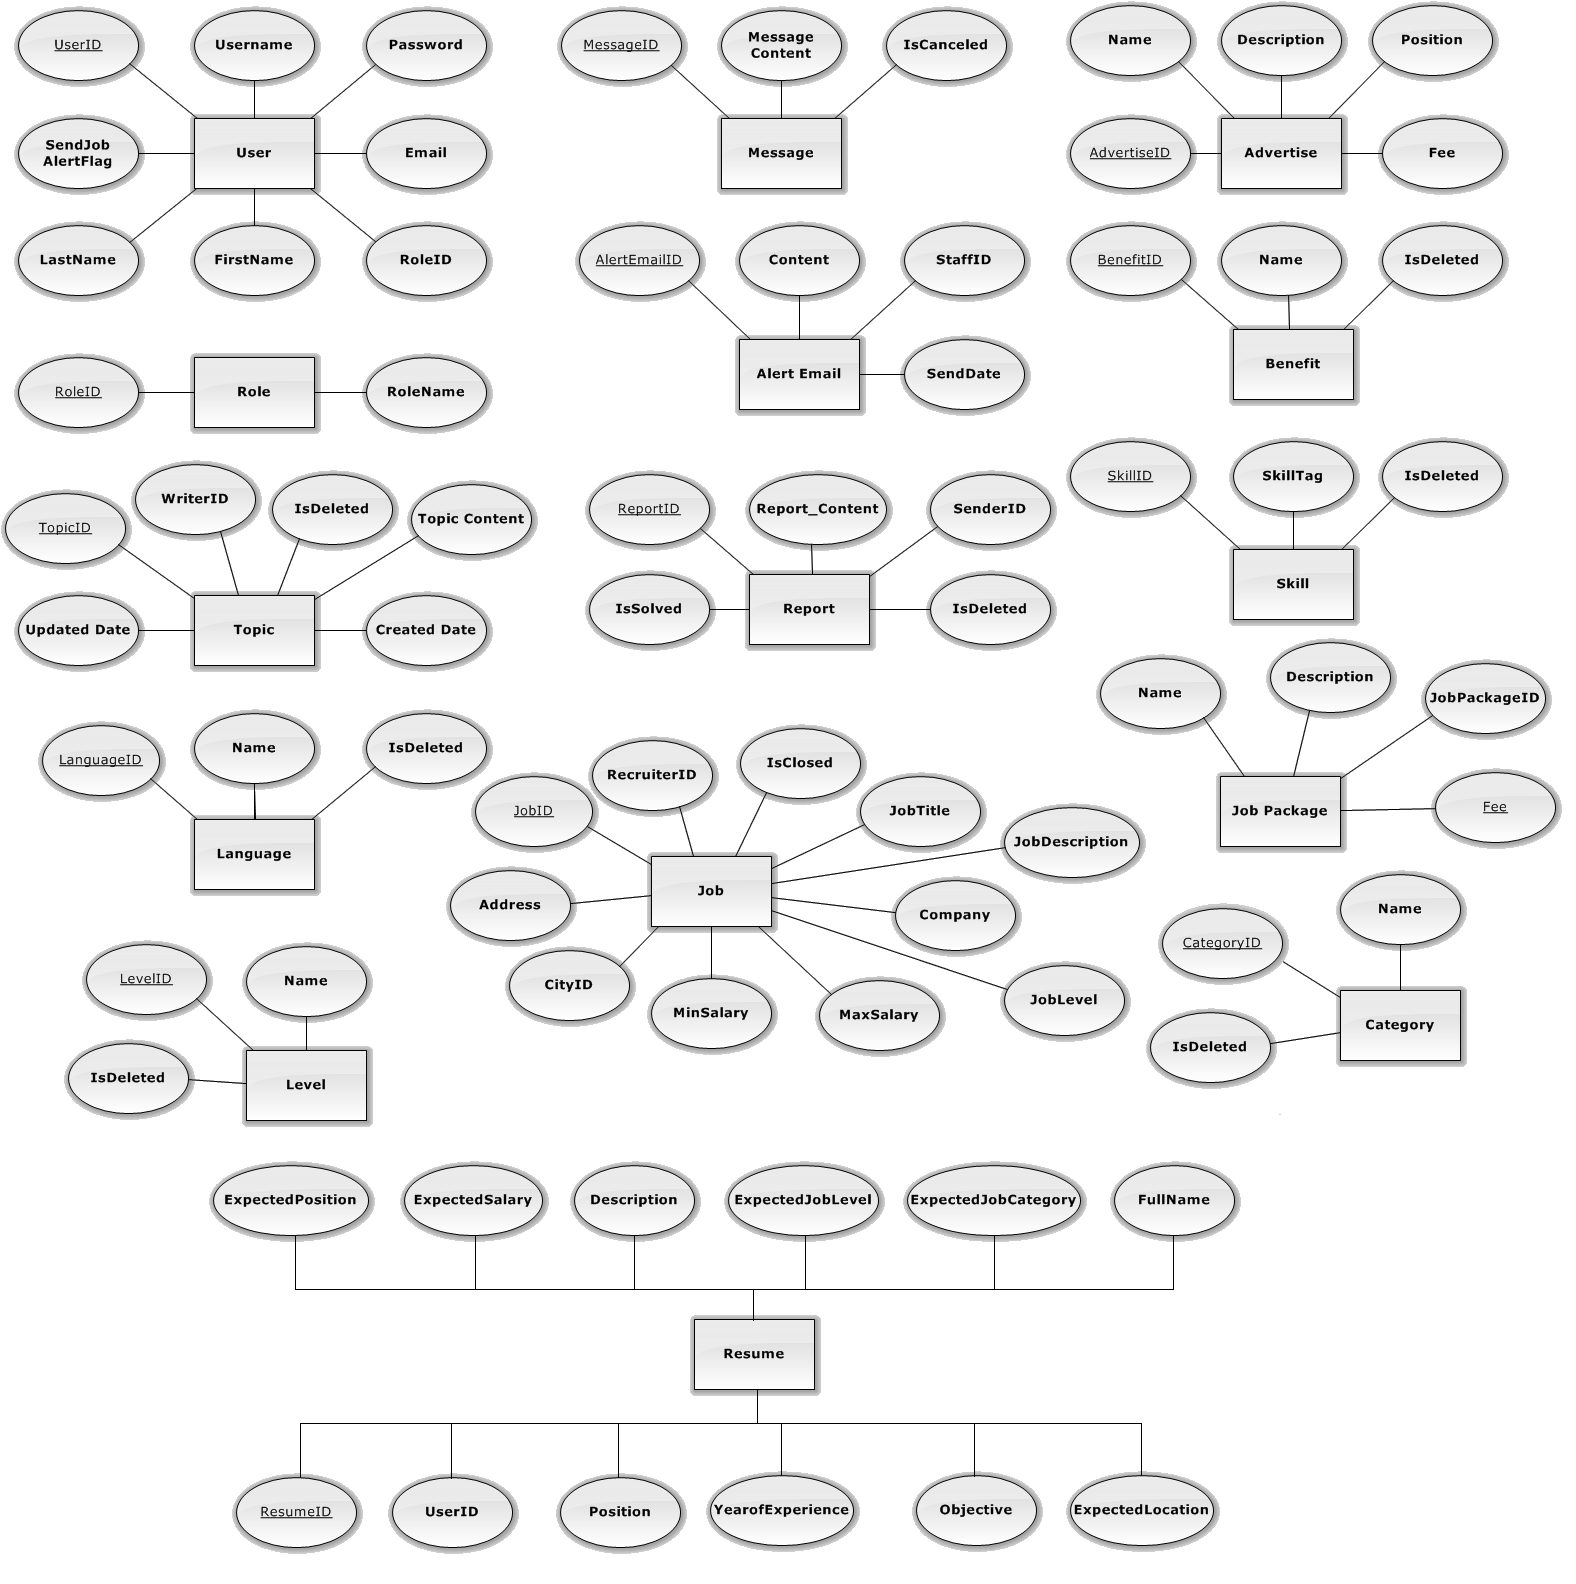 UserID
Username
Password
SendJob
AlertFlag
User
Email
LastName
FirstName
RoleID
MessageID
Message
Content
IsCanceled
Message
Name
Description
Position
AdvertiseID
Advertise
Fee
AlertEmailID
Content
StaffID
Alert Email
SendDate
BenefitID
Name
IsDeleted
Benefit
RoleID
Role
RoleName
TopicID
WriterID
IsDeleted
Topic Content
Updated Date
Topic
Created Date
ReportID
Report_Content
SenderID
IsSolved
Report
IsDeleted
SkillID
SkillTag
IsDeleted
Skill
Name
Description
JobPackageID
Job Package
Fee
LanguageID
Name
IsDeleted
Language
JobID
RecruiterID
IsClosed
JobTitle
JobDescription
Address
Job
Company
CityID
MinSalary
MaxSalary
JobLevel
CategoryID
Name
IsDeleted
Category
LevelID
Name
IsDeleted
Level
ExpectedPosition
ExpectedSalary
Description
ExpectedJobLevel
ExpectedJobCategory
FullName
Resume
ResumeID
UserID
Position
YearofExperience
Objective
ExpectedLocation